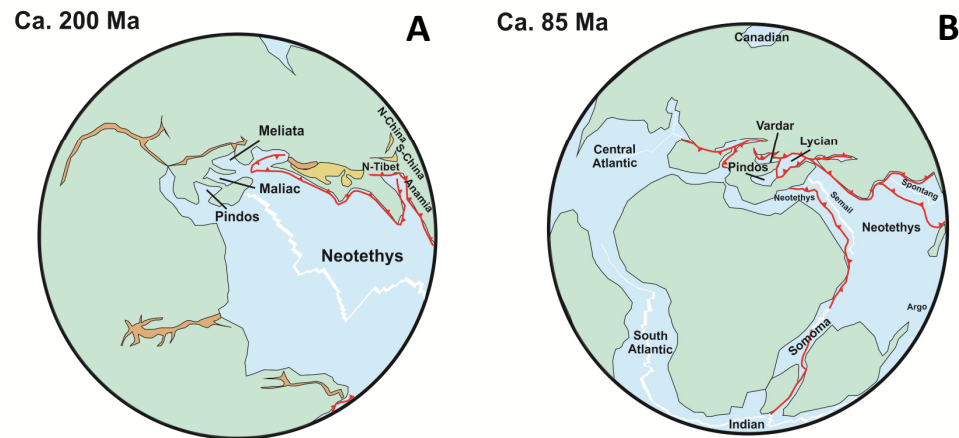 Ca. 200 Ma
A
Meliata
Maliac
Pindos
N-China
S-China
N-Tibet
Anamia
Neotethys
Ca. 85 Ma
B
Canadian
Vardar
Lycian
Central
Atlantic
Pindos
Neotethys
Semail
Spontang
Neotethys
Argo
Somoma
South
Atlantic
Indian